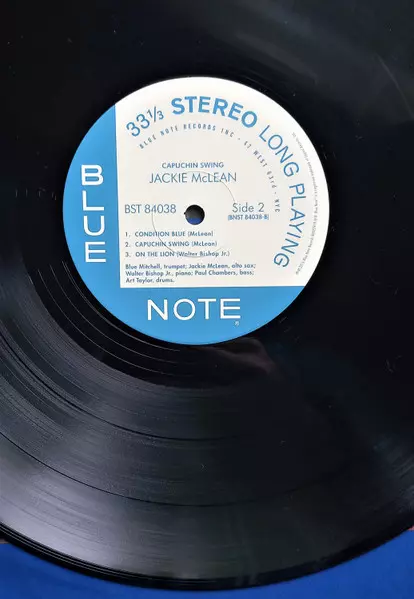 33 1/3 STEREO LONG PLAYING
BLUE NOTE RECORDS INC • 47 WEST 63rd • NYC
CAPUCHIN SWING
JACKIE McLEAN
BST 84038
Side 2
(BNST 84038-B)
1. CONDITION BLUE (McLean)
2. CAPUCHIN SWING (McLean)
3. ON THE LION (Walter Bishop Jr.)
Blue Mitchell, trumpet; Jackie McLean, alto sax;
Walter Bishop Jr., piano; Paul Chambers, bass;
Art Taylor, drums.
BLUE
NOTE
®